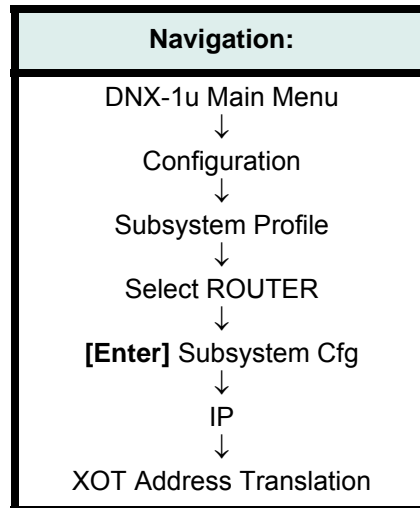 Navigation:
DNX-1u Main Menu
↓
Configuration
↓
Subsystem Profile
↓
Select ROUTER
↓
[Enter] Subsystem Cfg
↓
IP
↓
XOT Address Translation